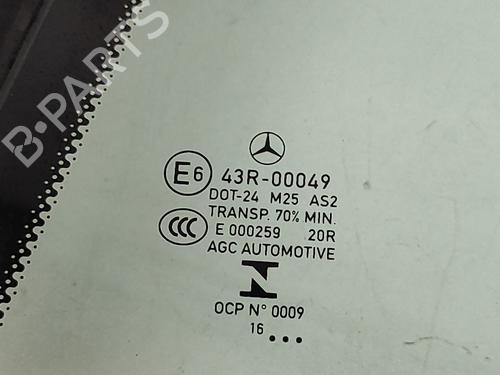 B-PARTS
E6 43R-00049
DOT-24 M25 AS2
TRANSP. 70% MIN.
CCC E 000259 20R
AGC AUTOMOTIVE
N
OCP N° 0009
16 ...